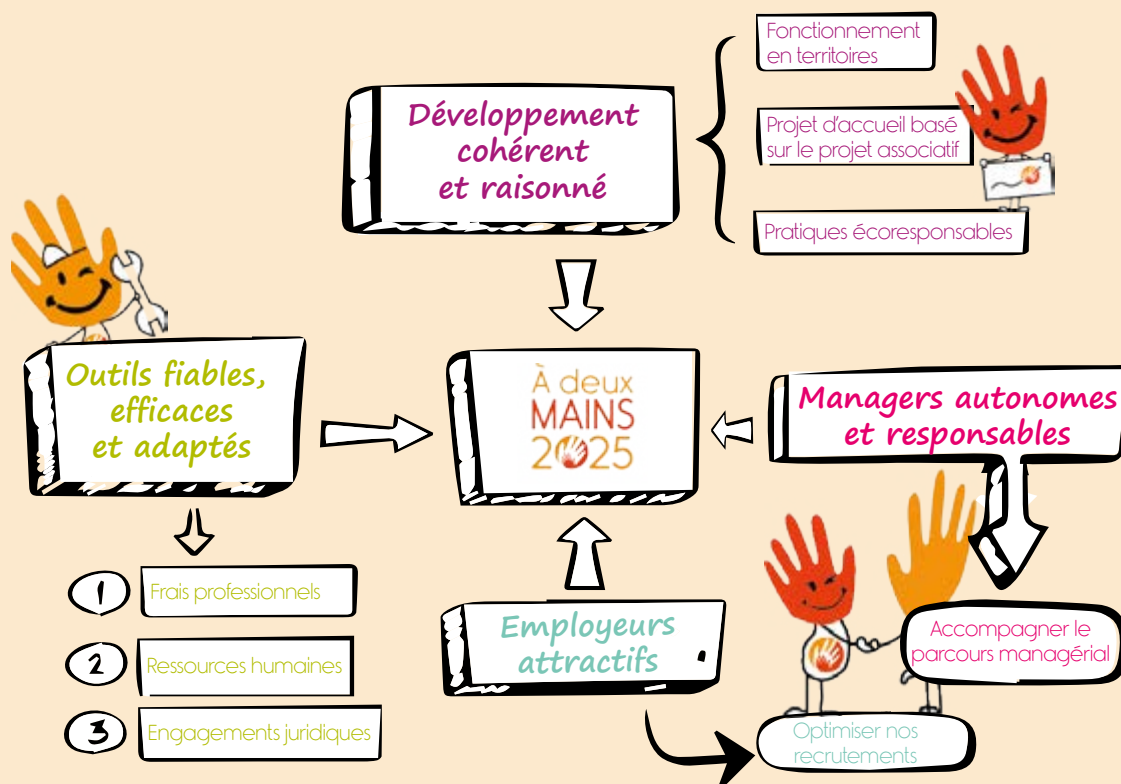 Développement
cohérent
et raisonné
Fonctionnement
en territoires
Projet d'accueil basé
sur le projet associatif
Pratiques écoresponsables
Outils fiables,
efficaces
et adaptés
À deux
MAINS
2025
Managers autonomes
et responsables
1 Frais professionnels
2 Ressources humaines
3 Engagements juridiques
Employeurs
attractifs
Accompagner le
parcours managérial
Optimiser nos
recrutements